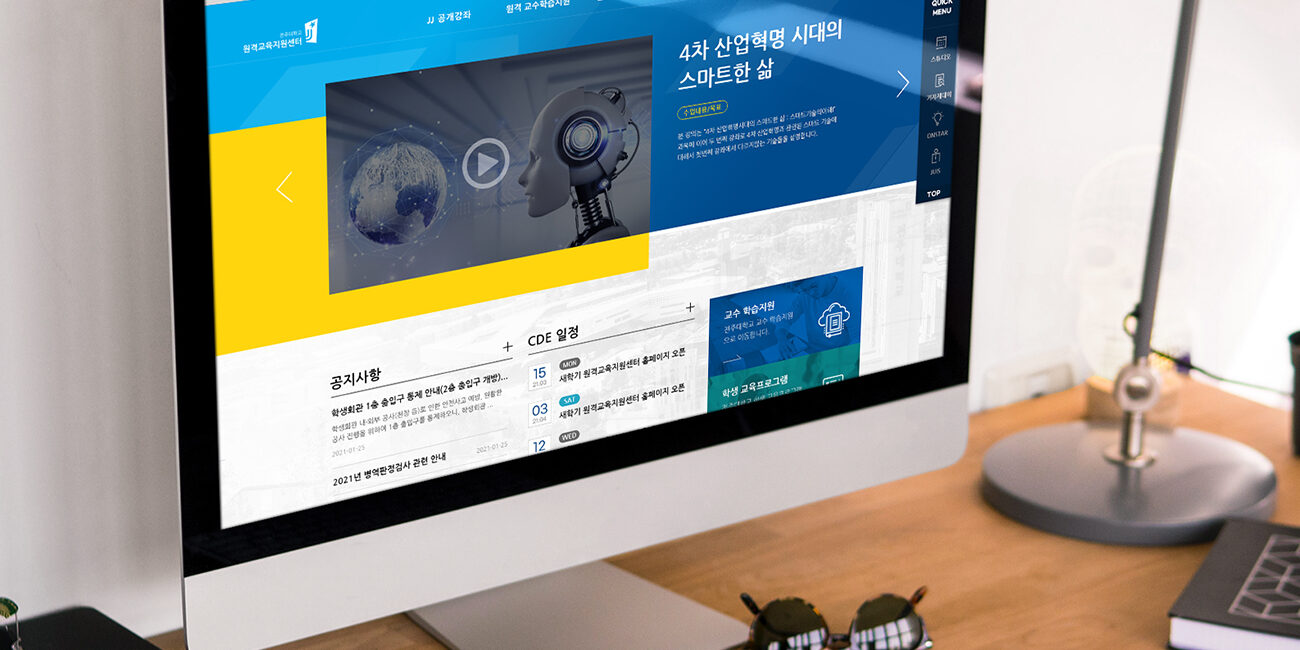 전주대학교
원격교육지원센터
JJ
JJ 공개강좌
원격 교수학습지원
QUICK
MENU
스튜디오
기자재대여
ONSTAR
JUIS
TOP
4차 산업혁명 시대의
스마트한 삶
수업내용/목표
본 강의는 "4차 산업혁명시대의 스마트한 삶 : 스마트기술의이해"
과목에 이어 두 번째 강좌로 4차 산업혁명과 관련된 스마트 기술에
대해서 첫번째 강좌에서 다루지않는 기술들을 설명합니다.
공지사항
학생회관 1층 출입구 통제 안내(2층 출입구 개방)...
학생회관 내·외부 공사(천장 등)로 인한 안전사고 예방, 원활한
공사 진행을 위하여 1층 출입구를 통제하오니, 학생회관 ...
2021-01-25
2021년 병역판정검사 관련 안내
2021-01-25
CDE 일정
15
21.03
MON
새학기 원격교육지원센터 홈페이지 오픈
03
21.04
SAT
새학기 원격교육지원센터 홈페이지 오픈
12
WED
교수 학습지원
전주대학교 교수 학습지원
으로 이동합니다.
학생 교육프로그램